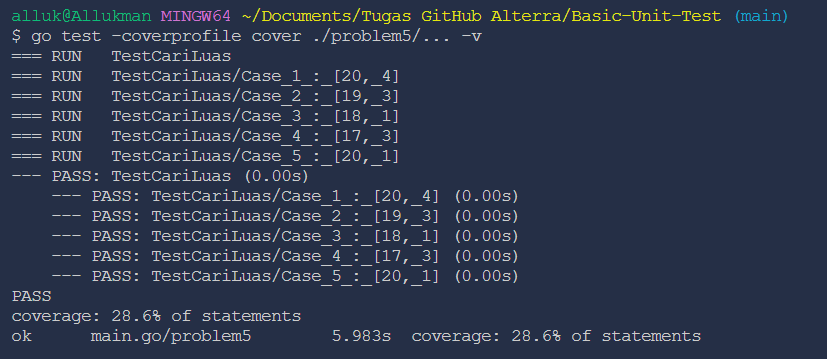 alluk@Allukman MINGW64 ~/Documents/Tugas GitHub Alterra/Basic-Unit-Test (main)
$ go test -coverprofile cover ./problem5/... -v
=== RUN   TestCariLuas
=== RUN   TestCariLuas/Case_1_:_[20,_4]
=== RUN   TestCariLuas/Case_2_:_[19,_3]
=== RUN   TestCariLuas/Case_3_:_[18,_1]
=== RUN   TestCariLuas/Case_4_:_[17,_3]
=== RUN   TestCariLuas/Case_5_:_[20,_1]
--- PASS: TestCariLuas (0.00s)
    --- PASS: TestCariLuas/Case_1_:_[20,_4] (0.00s)
    --- PASS: TestCariLuas/Case_2_:_[19,_3] (0.00s)
    --- PASS: TestCariLuas/Case_3_:_[18,_1] (0.00s)
    --- PASS: TestCariLuas/Case_4_:_[17,_3] (0.00s)
    --- PASS: TestCariLuas/Case_5_:_[20,_1] (0.00s)
PASS
coverage: 28.6% of statements
ok      main.go/problem5        5.983s  coverage: 28.6% of statements